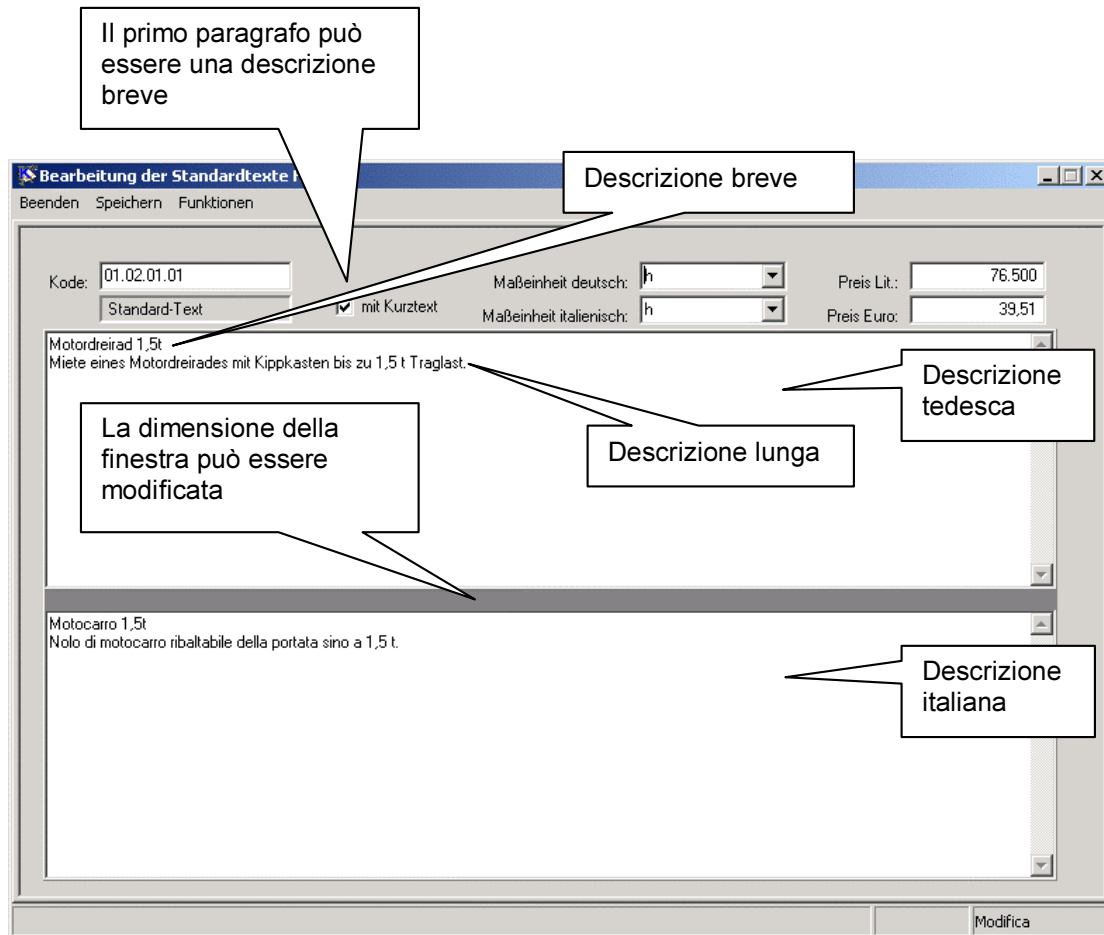 Il primo paragrafo può
essere una descrizione
breve
Bearbeitung der Standardtexte
Descrizione breve
Beenden Speichern Funktionen
Kode: 01.02.01.01
Maßeinheit deutsch: h
Preis Lit.: 76.500
Standard-Text
mit Kurztext
Maßeinheit italienisch: h
Preis Euro: 39,51
Motordreirad 1,5t
Miete eines Motordreirades mit Kippkasten bis zu 1,5 t Traglast.
Descrizione
tedesca
La dimensione della
finestra può essere
modificata
Descrizione lunga
Motocarro 1,5t
Nolo di motocarro ribaltabile della portata sino a 1,5 t.
Descrizione
italiana
Modifica